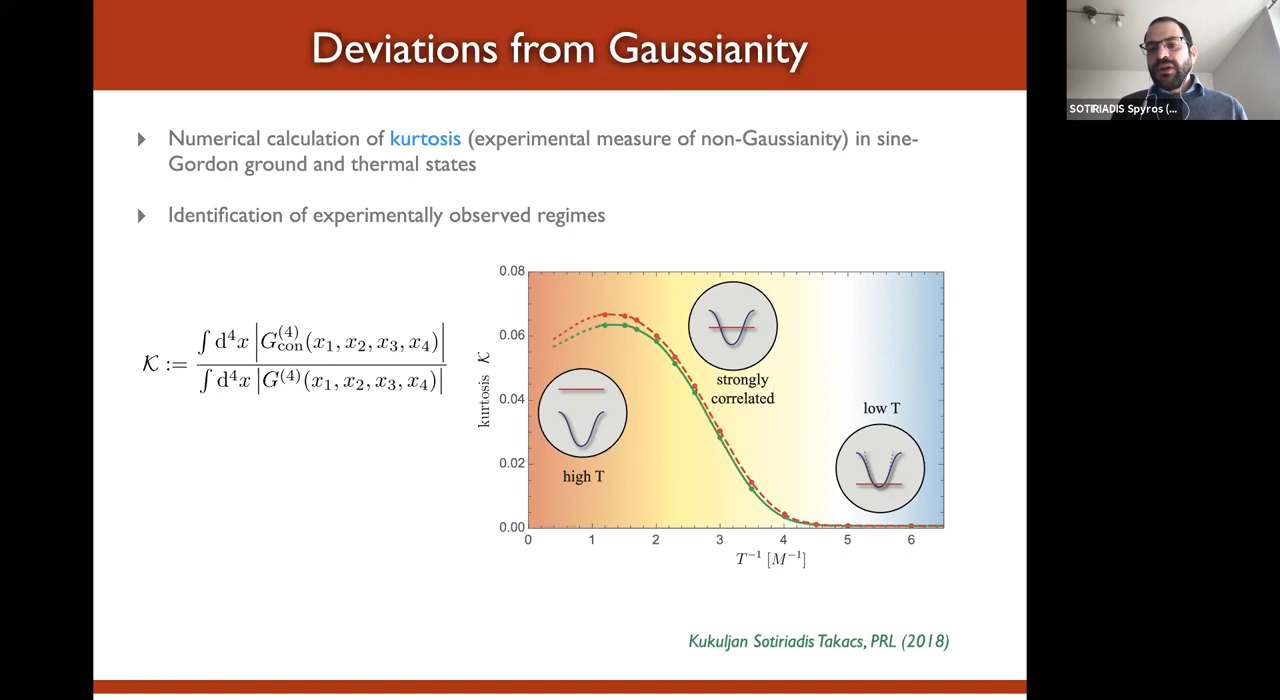 Deviations from Gaussianity
SOTIRIADIS Spyros (...
Numerical calculation of kurtosis (experimental measure of non-Gaussianity) in sine-
Gordon ground and thermal states
Identification of experimentally observed regimes
𝒦 := ∫ d⁴x |G_con^(4)(x₁, x₂, x₃, x₄)| / ∫ d⁴x |G^(4)(x₁, x₂, x₃, x₄)|
0.08
0.06
0.04
0.02
0.00
kurtosis 𝒦
strongly
correlated
low T
high T
0 1 2 3 4 5 6
T⁻¹ [M⁻¹]
Kukuljan Sotiriadis Takacs, PRL (2018)